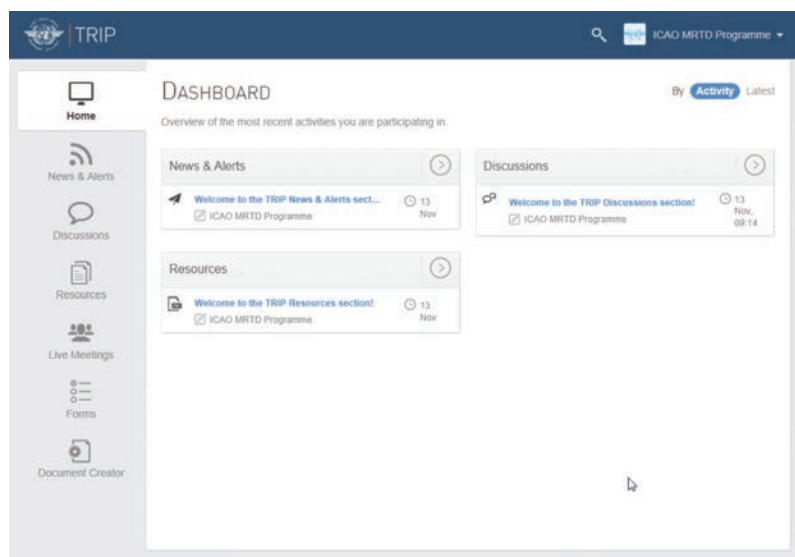 TRIP
ICAO MRTD Programme
Home
News & Alerts
Discussions
Resources
Live Meetings
Forms
Document Creator
DASHBOARD
By Activity Latest
Overview of the most recent activities you are participating in.
News & Alerts
Welcome to the TRIP News & Alerts sect...
13
Nov
ICAO MRTD Programme
Discussions
Welcome to the TRIP Discussions section!
13
Nov,
09:14
ICAO MRTD Programme
Resources
Welcome to the TRIP Resources section!
13
Nov
ICAO MRTD Programme